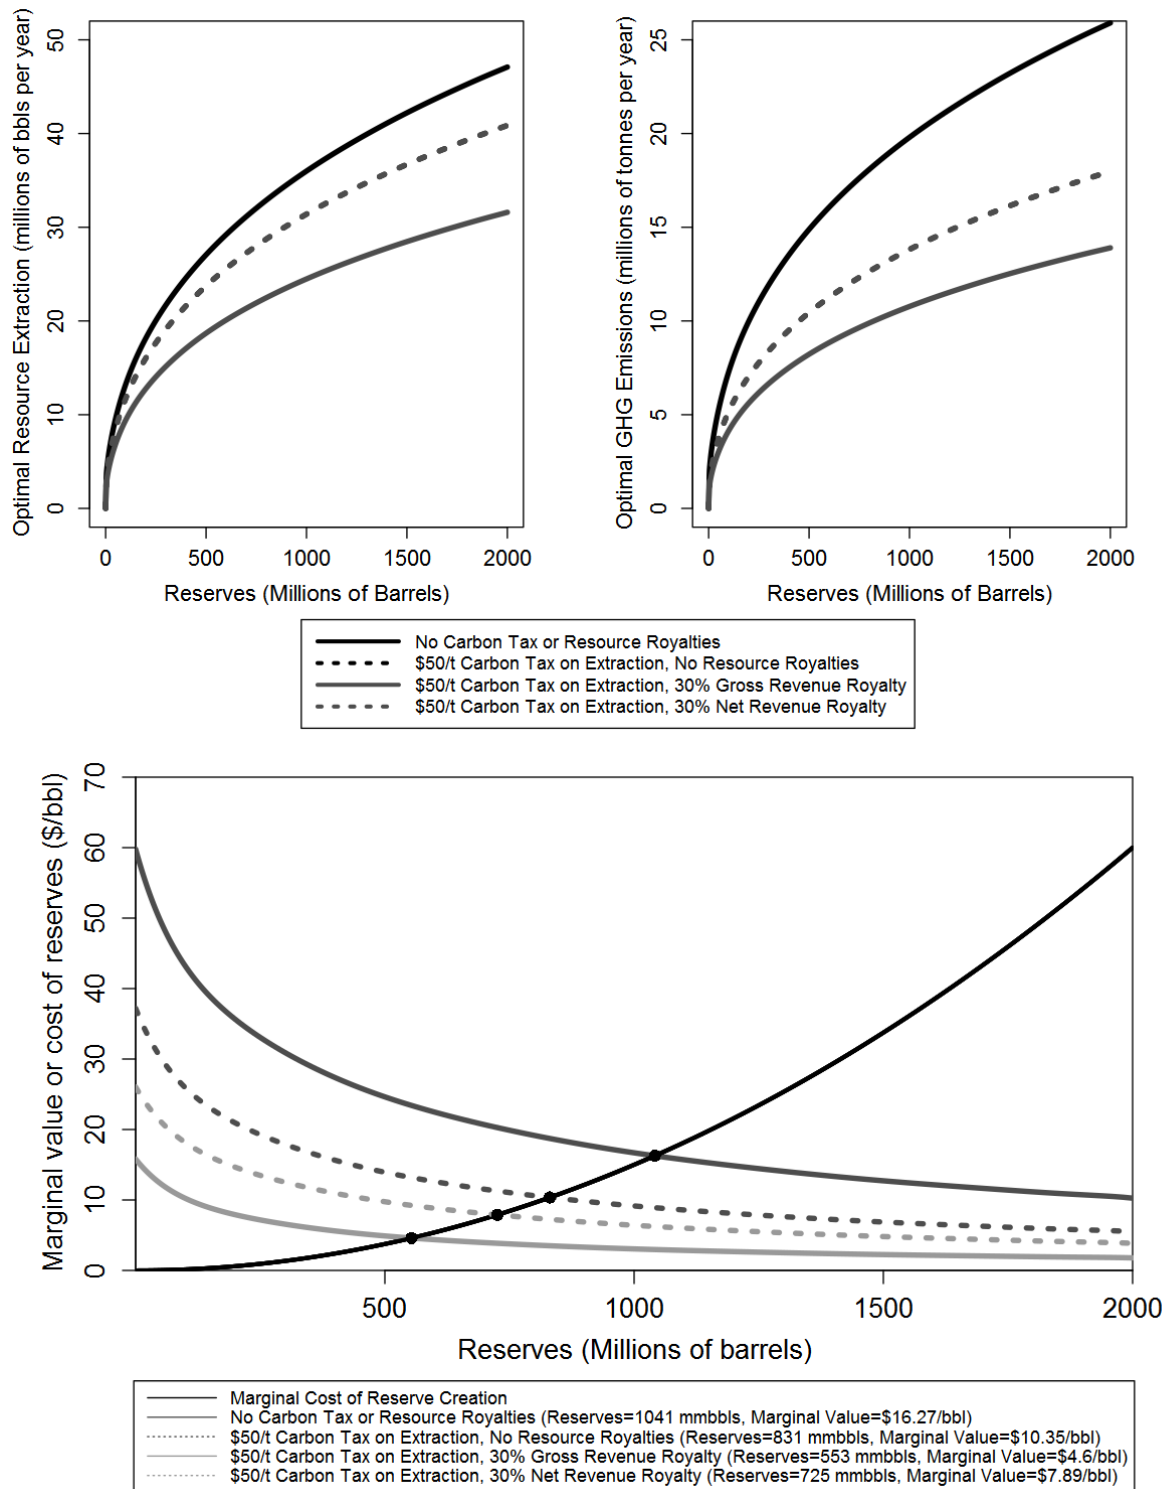 Optimal Resource Extraction (millions of bbls per year)
50
40
30
20
10
0
0 500 1000 1500 2000
Reserves (Millions of Barrels)
Optimal GHG Emissions (millions of tonnes per year)
25
20
15
10
5
0
0 500 1000 1500 2000
Reserves (Millions of Barrels)
No Carbon Tax or Resource Royalties
$50/t Carbon Tax on Extraction, No Resource Royalties
$50/t Carbon Tax on Extraction, 30% Gross Revenue Royalty
$50/t Carbon Tax on Extraction, 30% Net Revenue Royalty
Marginal value or cost of reserves ($/bbl)
70
60
50
40
30
20
10
0
500 1000 1500 2000
Reserves (Millions of barrels)
Marginal Cost of Reserve Creation
No Carbon Tax or Resource Royalties (Reserves=1041 mmbbls, Marginal Value=$16.27/bbl)
$50/t Carbon Tax on Extraction, No Resource Royalties (Reserves=831 mmbbls, Marginal Value=$10.35/bbl)
$50/t Carbon Tax on Extraction, 30% Gross Revenue Royalty (Reserves=553 mmbbls, Marginal Value=$4.6/bbl)
$50/t Carbon Tax on Extraction, 30% Net Revenue Royalty (Reserves=725 mmbbls, Marginal Value=$7.89/bbl)